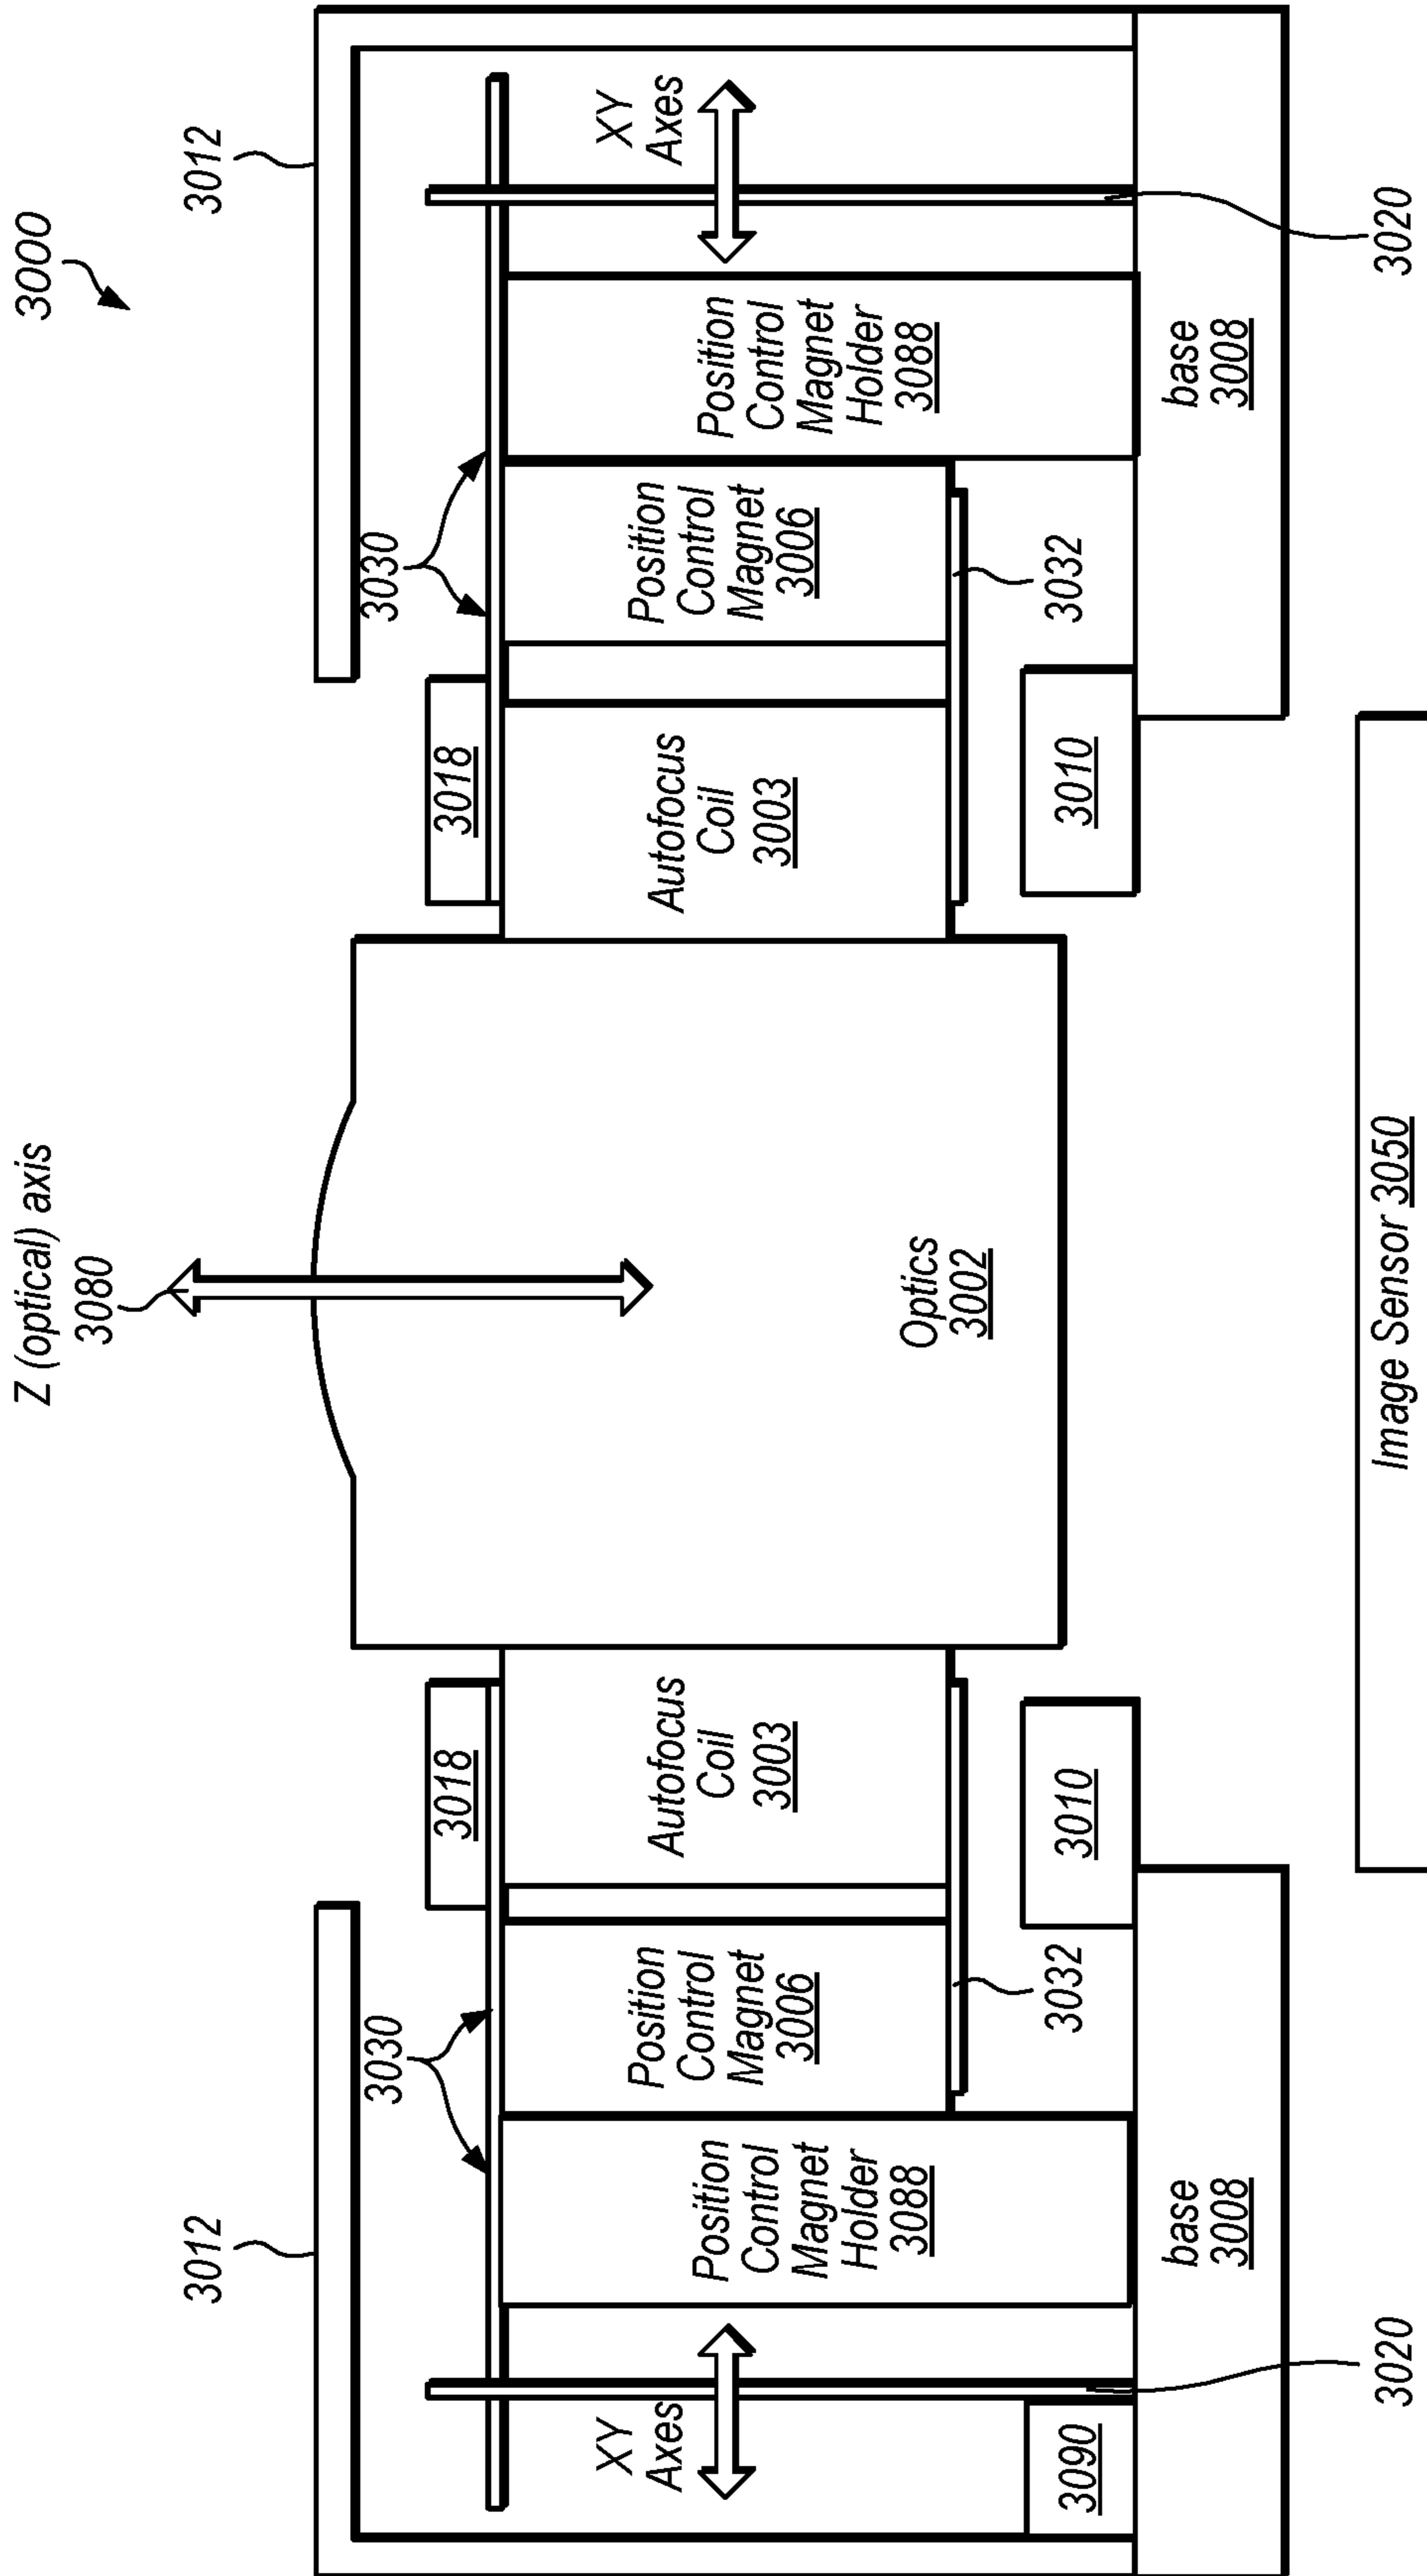 3000
Z (optical) axis
3080
3012
3012
3030
3030
3018
3018
XY
Axes
Position
Control
Magnet
Holder
3088
Position
Control
Magnet
3006
Autofocus
Coil
3003
Optics
3002
Autofocus
Coil
3003
Position
Control
Magnet
3006
Position
Control
Magnet
Holder
3088
XY
Axes
3090
3032
3010
3010
3032
base
3008
base
3008
3020
Image Sensor 3050
3020